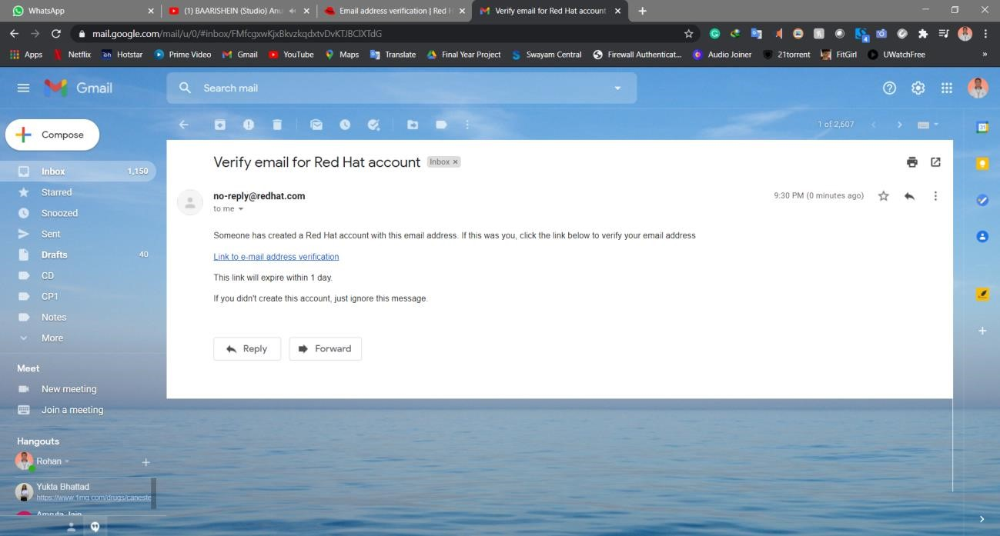 WhatsApp
(1) BAARISHEIN (Studio) Anu
Email address verification | Red H
Verify email for Red Hat account
mail.google.com/mail/u/0/#inbox/FMfcgxwKjxBkvzkqdxtvDvKTJBClXTdG
4
Apps Netflix Hotstar Prime Video Gmail YouTube Maps Translate Final Year Project Swayam Central Firewall Authenticat... Audio Joiner 21torrent FitGirl UWatchFree »
Gmail
Search mail
Compose
1 of 2,607
Inbox 1,150
Starred
Snoozed
Sent
Drafts 40
CD
CP1
Notes
More
Meet
New meeting
Join a meeting
Hangouts
Rohan
Yukta Bhattad
https://www.1mg.com/drugs/caneste
Amruta Jain
Verify email for Red Hat account Inbox ×
no-reply@redhat.com 9:30 PM (0 minutes ago)
to me
Someone has created a Red Hat account with this email address. If this was you, click the link below to verify your email address
Link to e-mail address verification
This link will expire within 1 day.
If you didn't create this account, just ignore this message.
Reply Forward
31